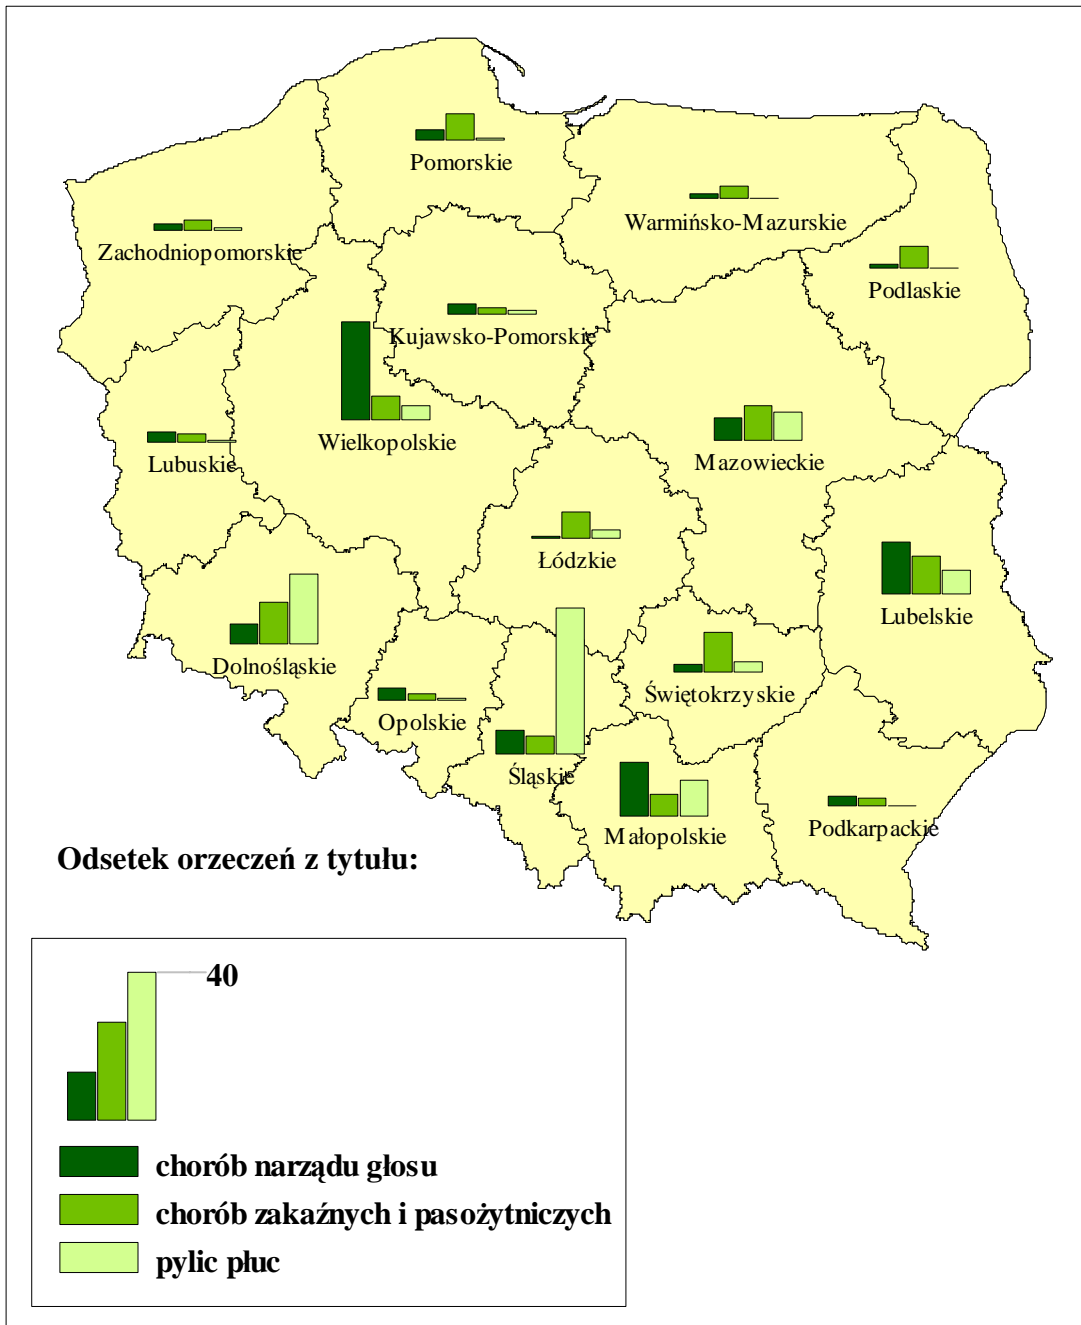 Pomorskie
Warmińsko-Mazurskie
Zachodniopomorskie
Podlaskie
Kujawsko-Pomorskie
Wielkopolskie
Mazowieckie
Lubuskie
Łódzkie
Lubelskie
Dolnośląskie
Świętokrzyskie
Opolskie
Śląskie
Małopolskie
Podkarpackie
Odsetek orzeczeń z tytułu:
40
chorób narządu głosu
chorób zakaźnych i pasożytniczych
pylic płuc